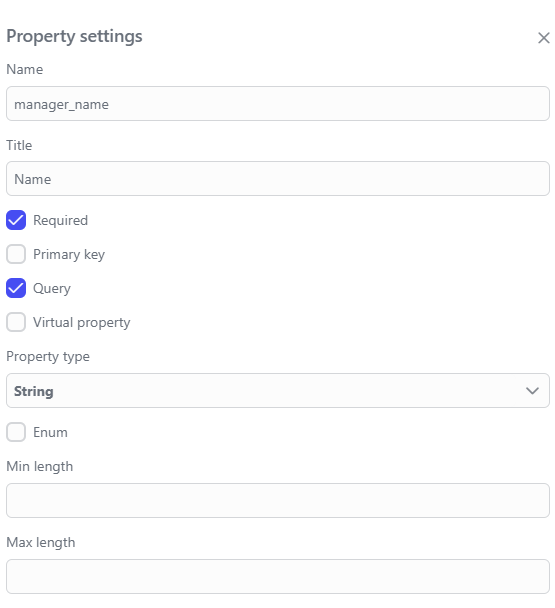 Property settings
Name
manager_name
Title
Name
Required
Primary key
Query
Virtual property
Property type
String
Enum
Min length
Max length